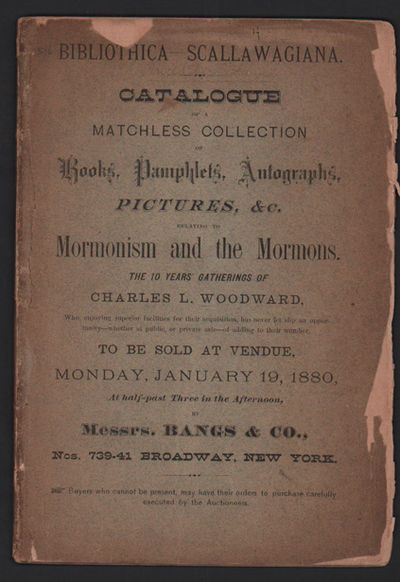 BIBLIOTHICA SCALLAWAGIANA.
CATALOGUE
OF A
MATCHLESS COLLECTION
OF
Books, Pamphlets, Autographs,
PICTURES, &c.
RELATING TO
Mormonism and the Mormons.
THE 10 YEARS' GATHERINGS OF
CHARLES L. WOODWARD,
Who, enjoying superior facilities for their acquisition, has never let slip an oppor-
tunity—whether at public, or private sale—of adding to their number.
TO BE SOLD AT VENDUE,
MONDAY, JANUARY 19, 1880,
At half-past Three in the Afternoon,
BY
Messrs. BANGS & CO.,
Nos. 739-41 BROADWAY, NEW YORK.
Buyers who cannot be present, may have their orders to purchase carefully
executed by the Auctioneers.